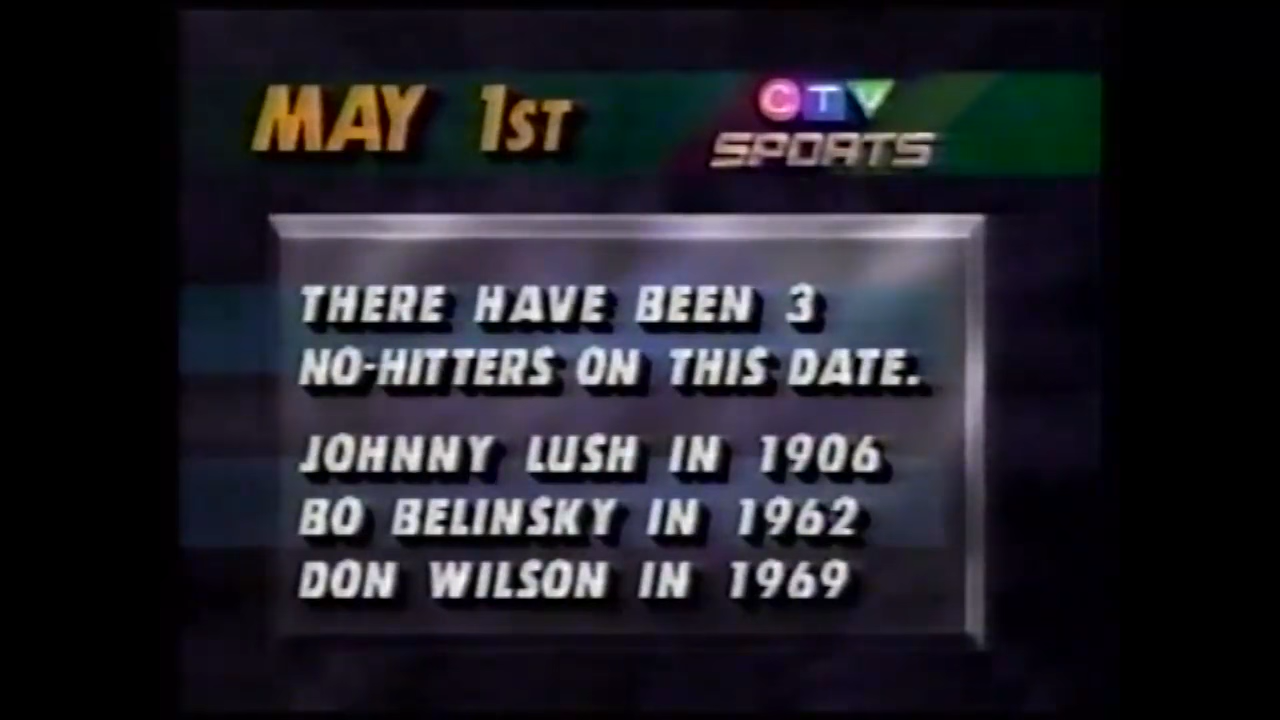 MAY 1ST
CTV
SPORTS
THERE HAVE BEEN 3
NO-HITTERS ON THIS DATE.
JOHNNY LUSH IN 1906
BO BELINSKY IN 1962
DON WILSON IN 1969